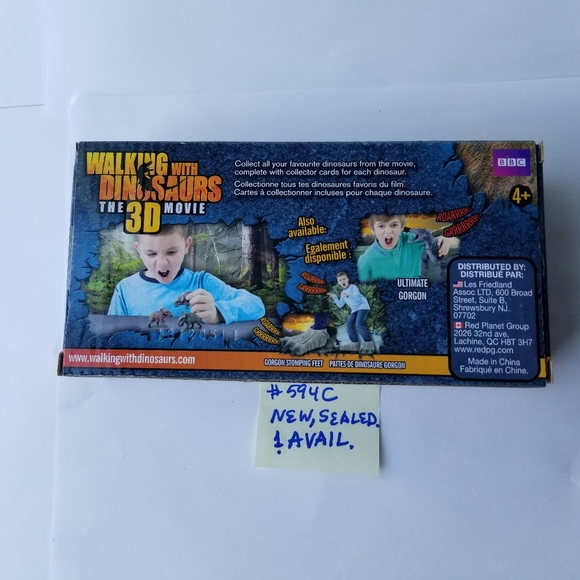 WALKING WITH
DINOSAURS
THE 3D MOVIE
Collect all your favourite dinosaurs from the movie,
complete with collector cards for each dinosaur.
Collectionne tous tes dinosaures favoris du film.
Cartes à collectionner incluses pour chaque dinosaure.
BBC
4+
Also
available:
Egalement
disponible :
ULTIMATE
GORGON
DISTRIBUTED BY:
DISTRIBUÉ PAR:
Les Friedland
Assoc LTD, 600 Broad
Street, Suite B,
Shrewsbury NJ.
07702
Red Planet Group
2026 32nd ave.
Lachine, QC H8T 3H7
www.redpg.com
Made in China
Fabriqué en Chine.
www.walkingwithdinosaurs.com
GORGON STOMPING FEET PATTES DE DINOSAURE GORGON
#594C
NEW, SEALED.
1 AVAIL.